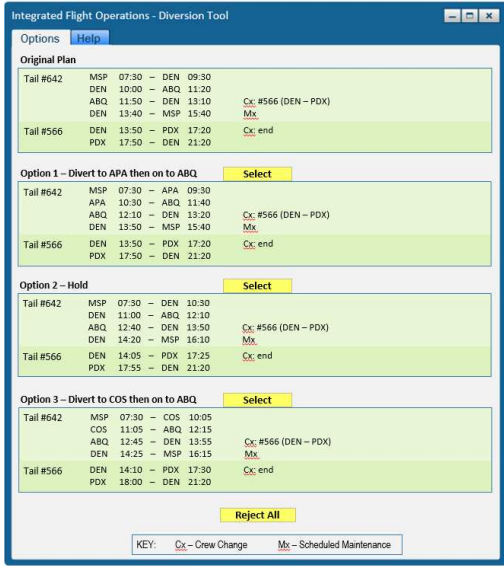 Integrated Flight Operations - Diversion Tool
Options Help
Original Plan
Tail #642 MSP 07:30 – DEN 09:30
DEN 10:00 – ABQ 11:20
ABQ 11:50 – DEN 13:10 Cx: #566 (DEN – PDX)
DEN 13:40 – MSP 15:40 Mx
Tail #566 DEN 13:50 – PDX 17:20 Cx: end
PDX 17:50 – DEN 21:20
Option 1 – Divert to APA then on to ABQ Select
Tail #642 MSP 07:30 – APA 09:30
APA 10:30 – ABQ 11:40
ABQ 12:10 – DEN 13:20 Cx: #566 (DEN – PDX)
DEN 13:50 – MSP 15:40 Mx
Tail #566 DEN 13:50 – PDX 17:20 Cx: end
PDX 17:50 – DEN 21:20
Option 2 – Hold Select
Tail #642 MSP 07:30 – DEN 10:30
DEN 11:00 – ABQ 12:10
ABQ 12:40 – DEN 13:50 Cx: #566 (DEN – PDX)
DEN 14:20 – MSP 16:10 Mx
Tail #566 DEN 14:05 – PDX 17:25 Cx: end
PDX 17:55 – DEN 21:20
Option 3 – Divert to COS then on to ABQ Select
Tail #642 MSP 07:30 – COS 10:05
COS 11:05 – ABQ 12:15
ABQ 12:45 – DEN 13:55 Cx: #566 (DEN – PDX)
DEN 14:25 – MSP 16:15 Mx
Tail #566 DEN 14:10 – PDX 17:30 Cx: end
PDX 18:00 – DEN 21:20
Reject All
KEY: Cx – Crew Change Mx – Scheduled Maintenance